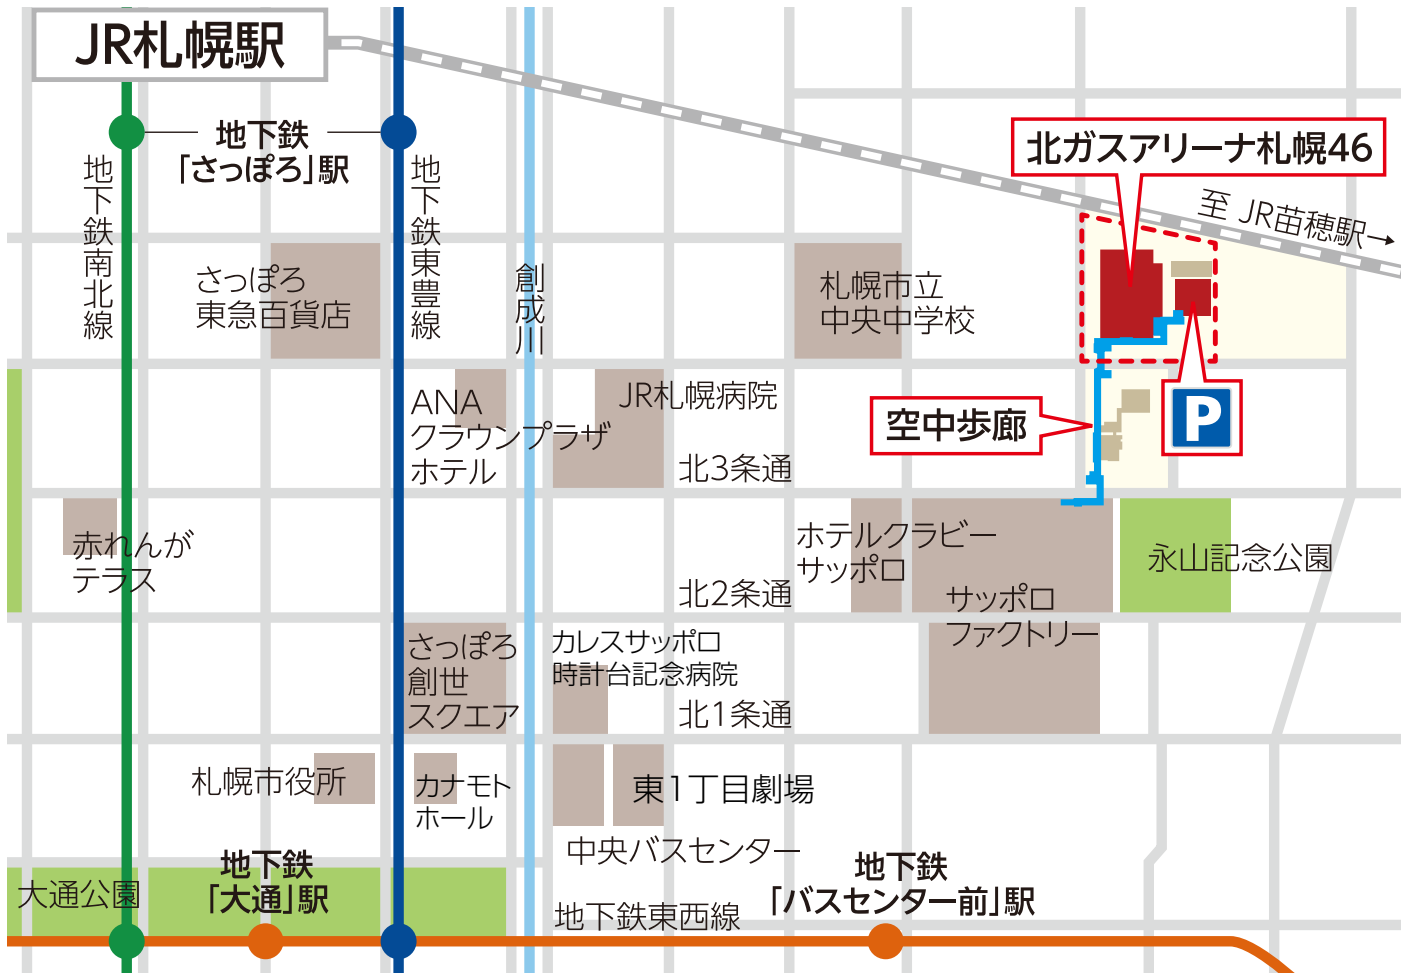 JR札幌駅
地下鉄
「さっぽろ」駅
地下鉄南北線
地下鉄東豊線
北ガスアリーナ札幌46
至 JR苗穂駅→
さっぽろ
東急百貨店
創成川
札幌市立
中央中学校
ANA
クラウンプラザ
ホテル
JR札幌病院
空中歩廊
P
北3条通
赤れんが
テラス
ホテルクラビー
サッポロ
永山記念公園
北2条通
サッポロ
ファクトリー
さっぽろ
創世
スクエア
カレスサッポロ
時計台記念病院
北1条通
札幌市役所
カナモト
ホール
東1丁目劇場
中央バスセンター
大通公園
地下鉄
「大通」駅
地下鉄東西線
地下鉄
「バスセンター前」駅